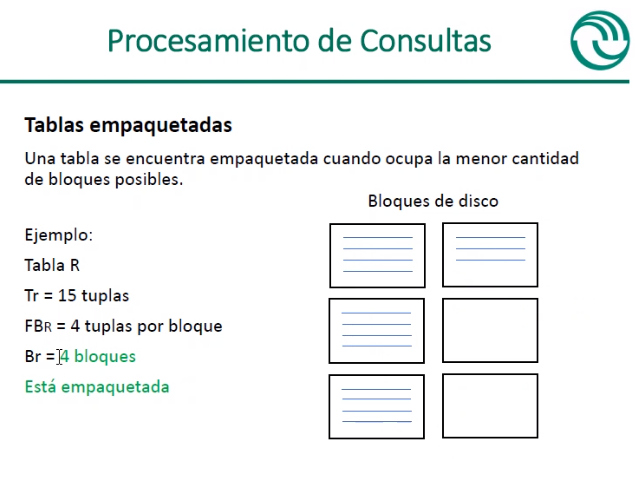 Procesamiento de Consultas
Tablas empaquetadas
Una tabla se encuentra empaquetada cuando ocupa la menor cantidad
de bloques posibles.
Bloques de disco
Ejemplo:
Tabla R
Tr = 15 tuplas
FBR = 4 tuplas por bloque
Br = 4 bloques
Está empaquetada